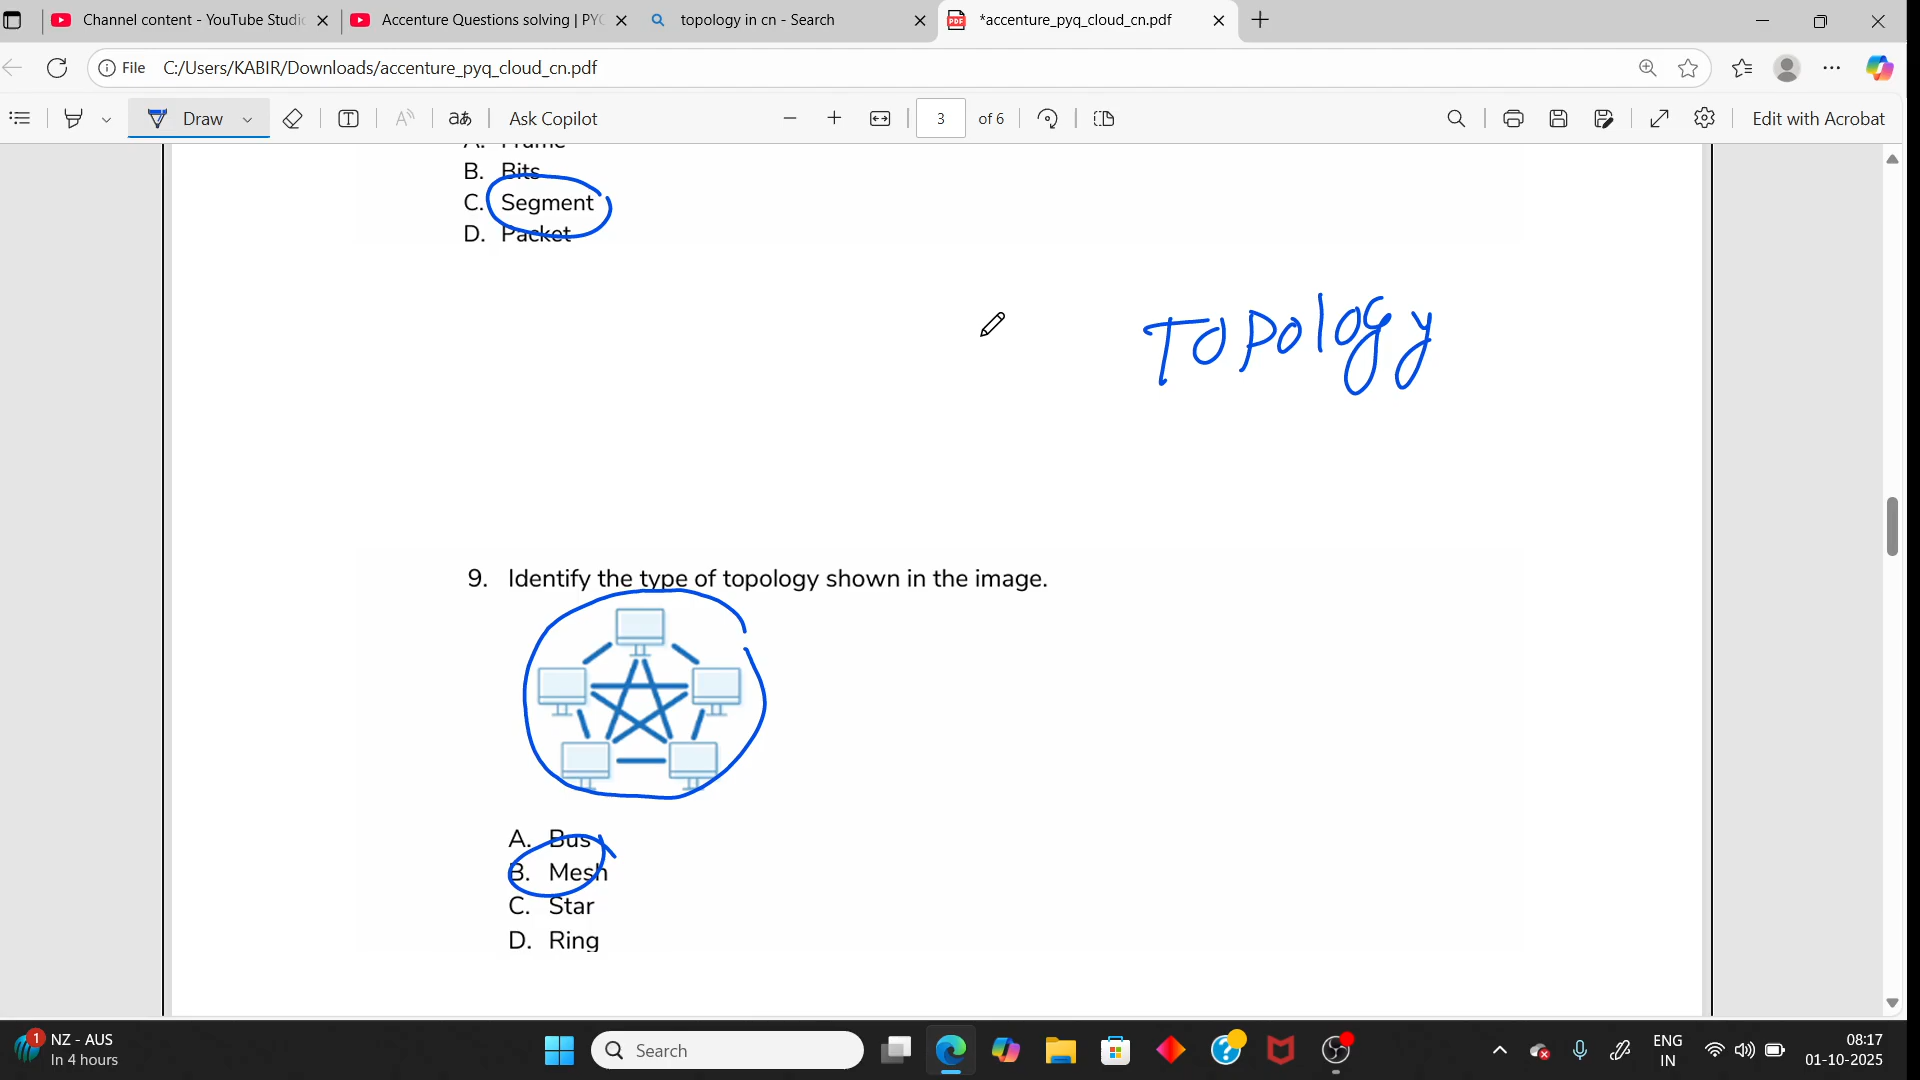 Channel content - YouTube Studi
Accenture Questions solving | PY
topology in cn - Search
*accenture_pyq_cloud_cn.pdf
File C:/Users/KABIR/Downloads/accenture_pyq_cloud_cn.pdf
Draw
Ask Copilot
3 of 6
Edit with Acrobat
A. Frame
B. Bits
C. Segment
D. Packet
Topology
9. Identify the type of topology shown in the image.
A. Bus
B. Mesh
C. Star
D. Ring
1
NZ - AUS
In 4 hours
Search
ENG
IN
08:17
01-10-2025